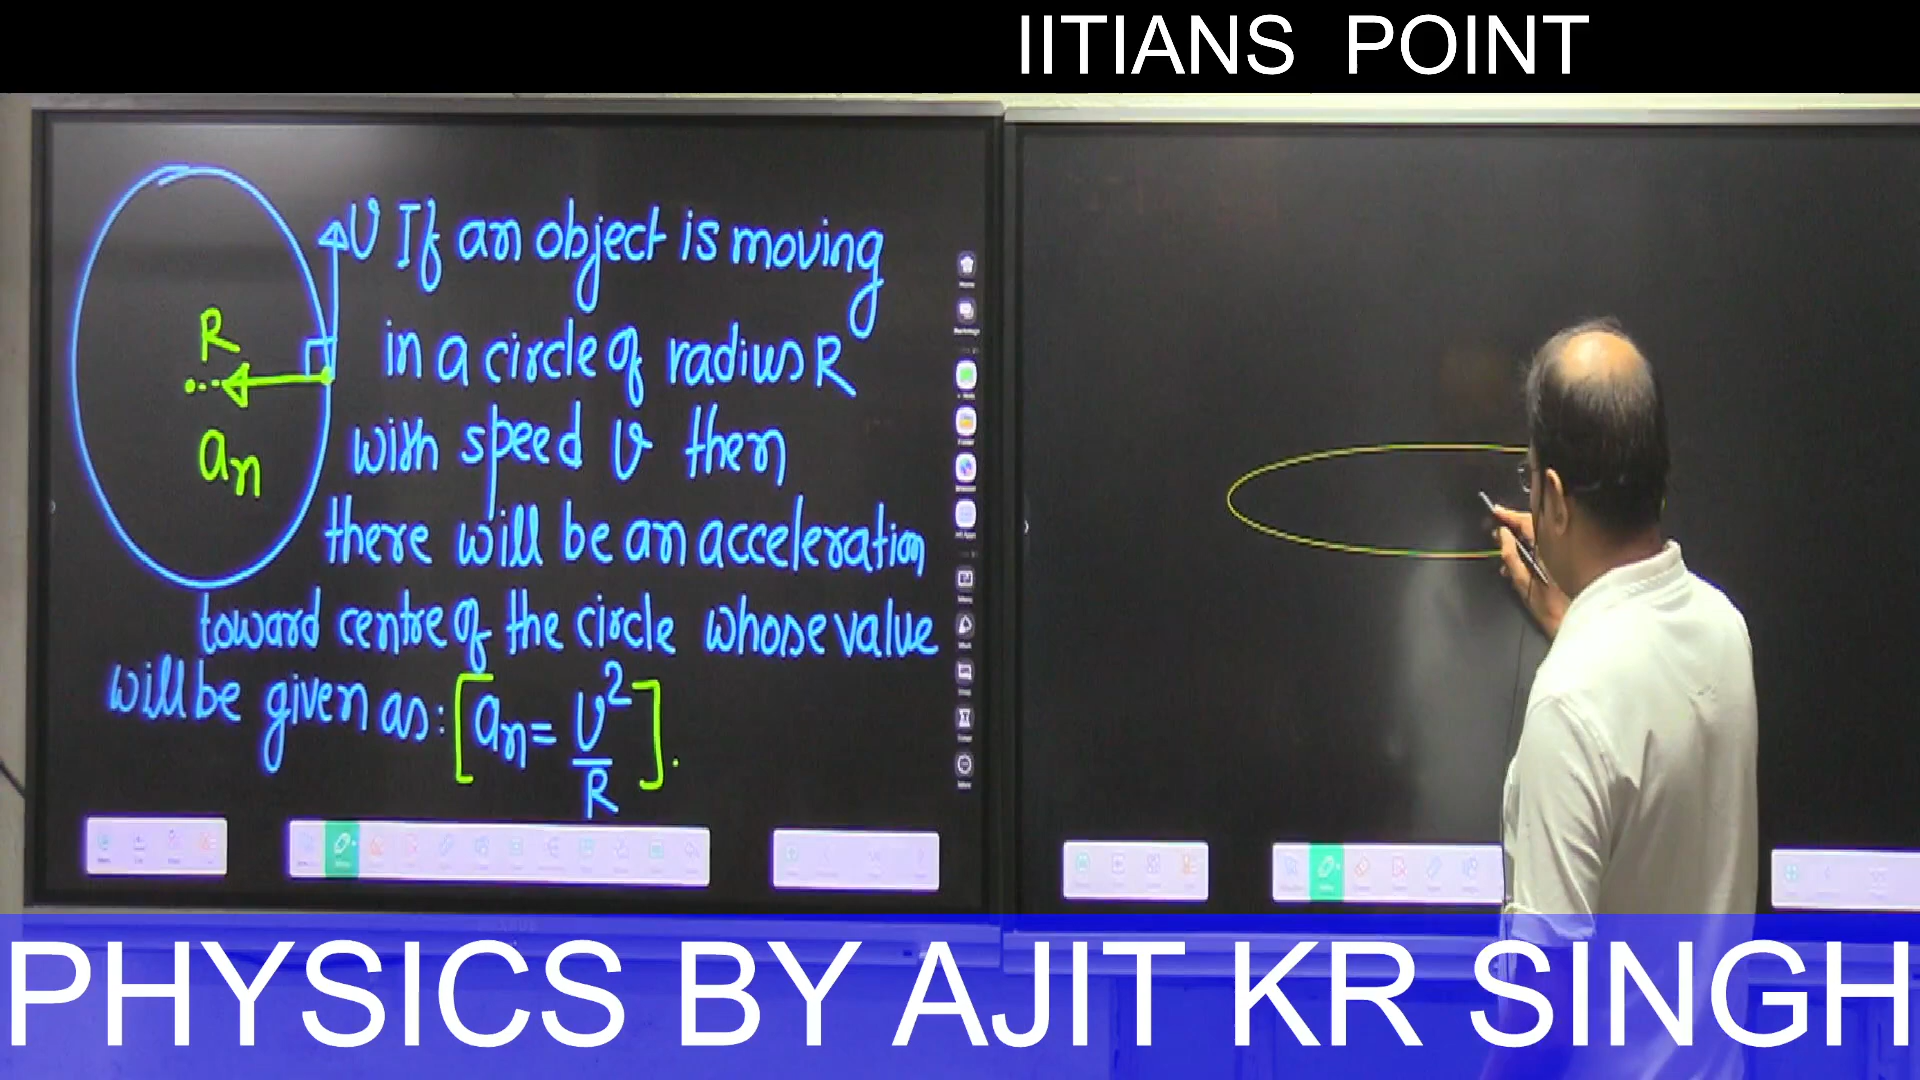 IITIANS POINT
υ If an object is moving
R
in a circle of radius R
an
with speed υ then
there will be an acceleration
toward centre of the circle whose value
will be given as: [an = υ²/R].
PHYSICS BY AJIT KR SINGH